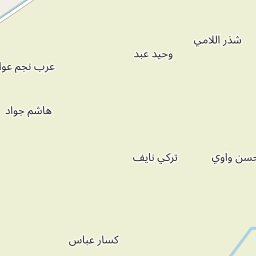 شذر اللامي
وحيد عبد
عرب نجم عوا
هاشم جواد
حسن واوي
تركي نايف
كسار عباس